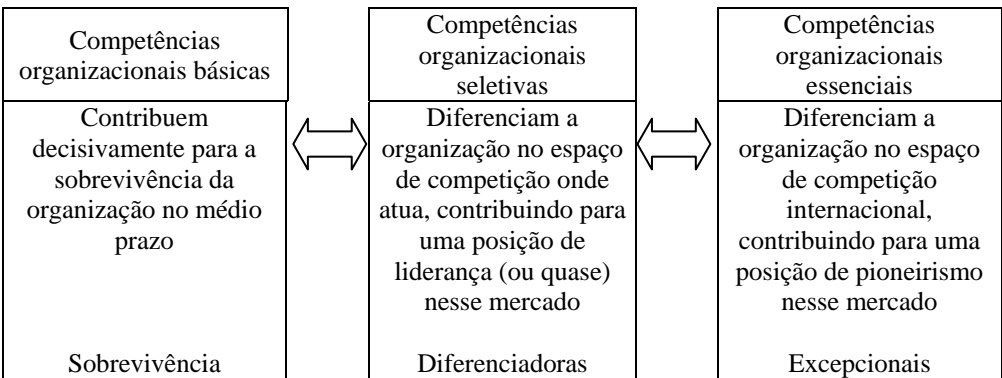 Competências
organizacionais básicas
Contribuem
decisivamente para a
sobrevivência da
organização no médio
prazo
Sobrevivência
Competências
organizacionais
seletivas
Diferenciam a
organização no espaço
de competição onde
atua, contribuindo para
uma posição de
liderança (ou quase)
nesse mercado
Diferenciadoras
Competências
organizacionais
essenciais
Diferenciam a
organização no espaço
de competição
internacional,
contribuindo para uma
posição de pioneirismo
nesse mercado
Excepcionais